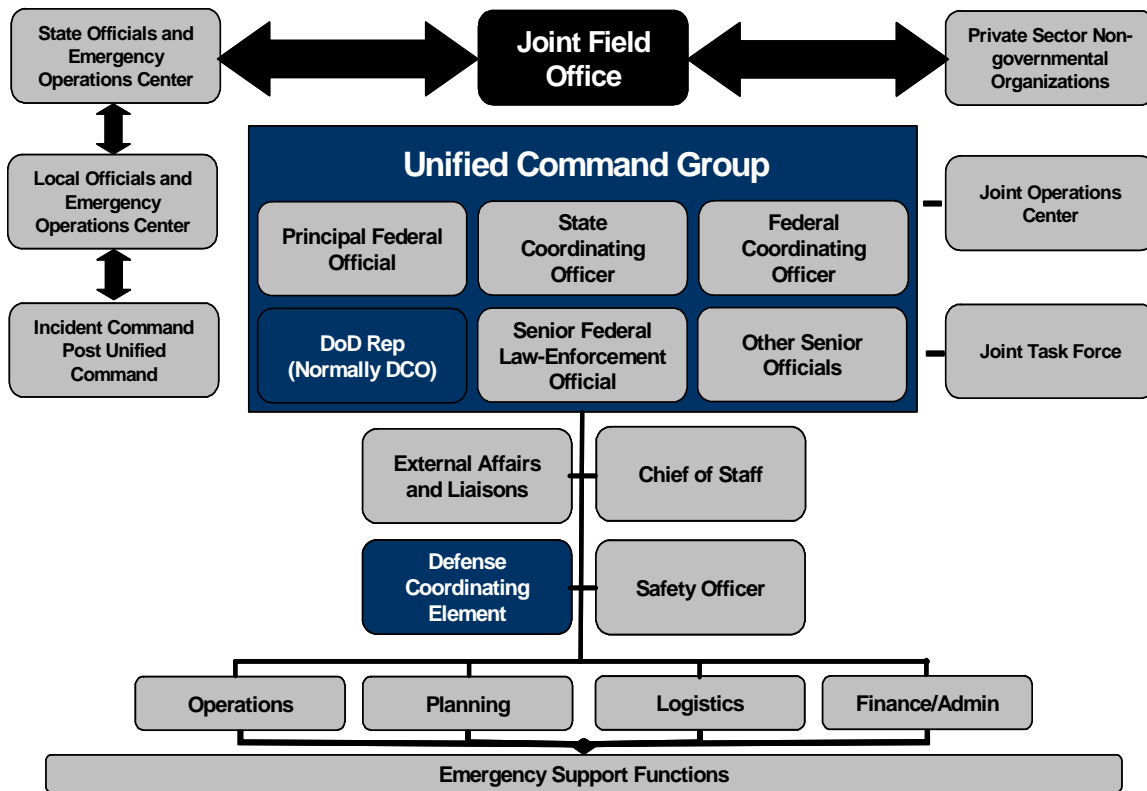 State Officials and
Emergency
Operations Center
Joint Field
Office
Private Sector Non-
governmental
Organizations
Unified Command Group
Local Officials and
Emergency
Operations Center
Joint Operations
Center
Principal Federal
Official
State
Coordinating
Officer
Federal
Coordinating
Officer
Incident Command
Post Unified
Command
DoD Rep
(Normally DCO)
Senior Federal
Law-Enforcement
Official
Other Senior
Officials
Joint Task Force
External Affairs
and Liaisons
Chief of Staff
Defense
Coordinating
Element
Safety Officer
Operations
Planning
Logistics
Finance/Admin
Emergency Support Functions